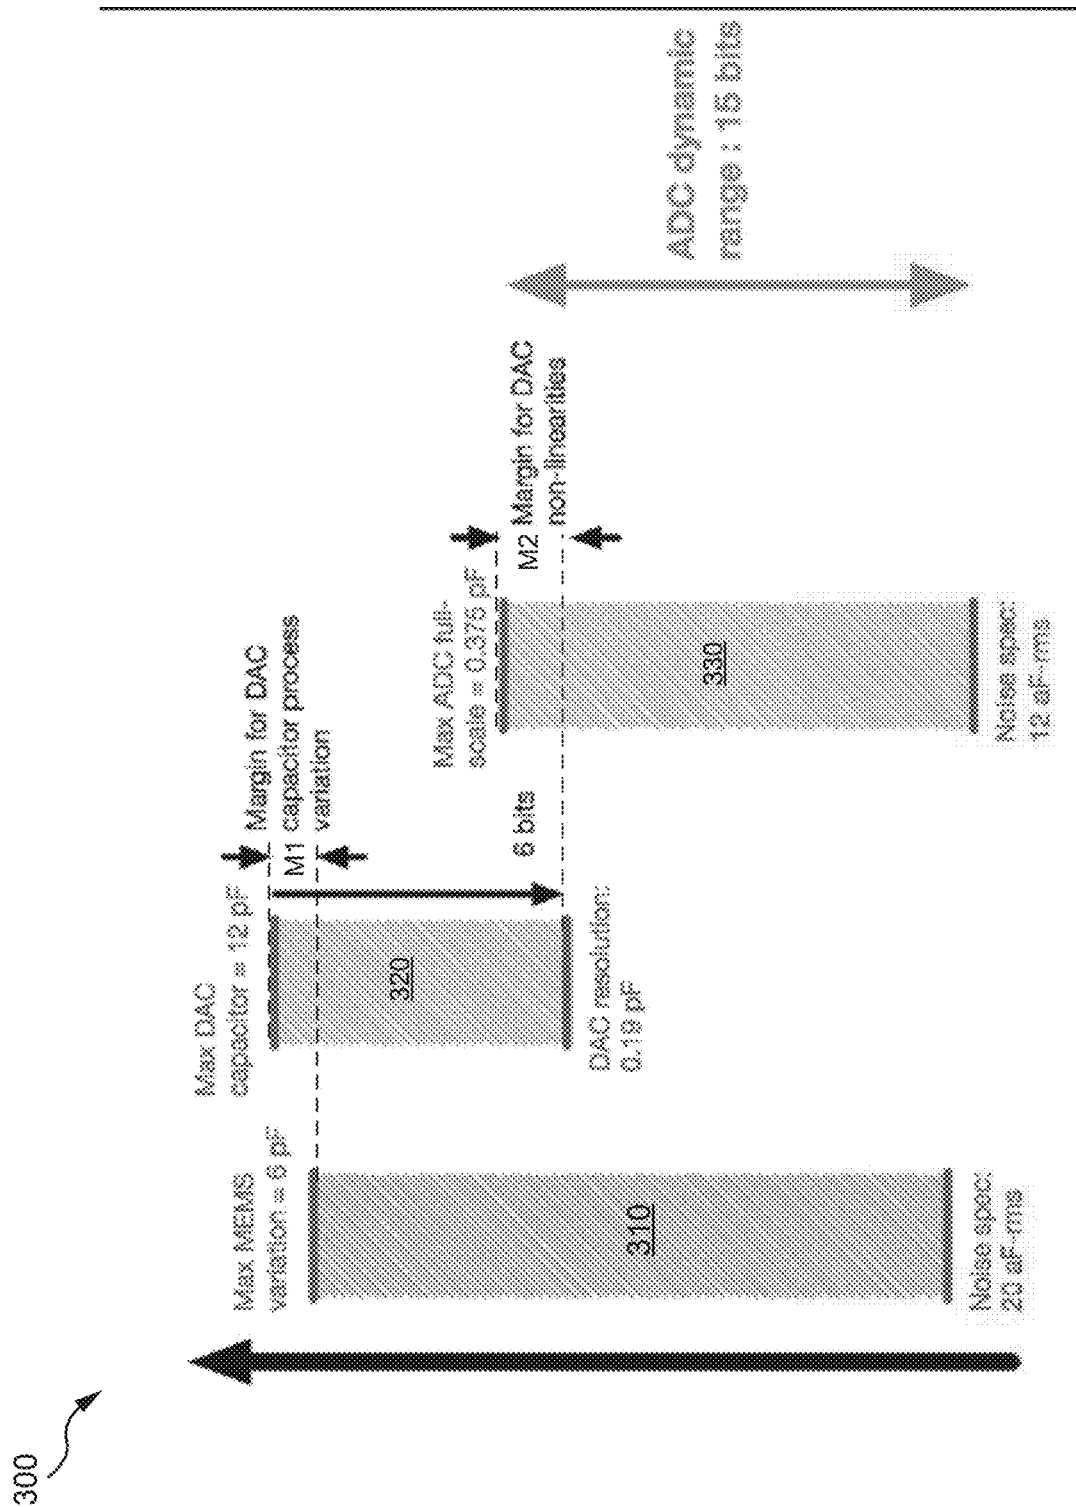 300
Max MEMS
variation = 6 pF
310
Noise spec:
20 aF-rms
Max DAC
capacitor = 12 pF
320
DAC resolution:
0.19 pF
Margin for DAC
M1 capacitor process
variation
6 bits
Max ADC full-
scale = 0.375 pF
330
Noise spec:
12 aF-rms
M2 Margin for DAC
non-linearities
ADC dynamic
range : 15 bits